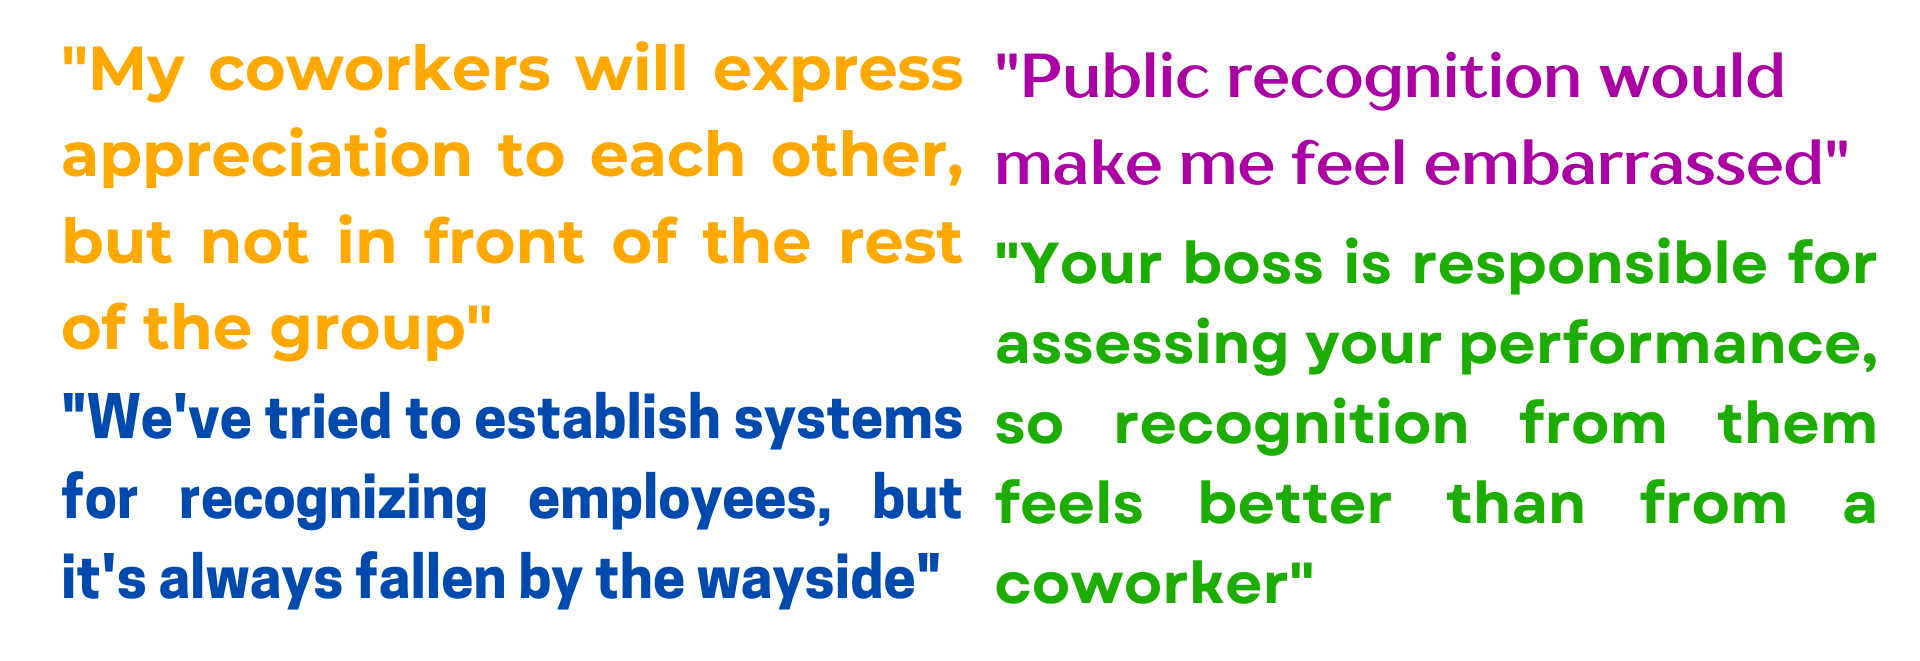 "My coworkers will express
appreciation to each other,
but not in front of the rest
of the group"
"We've tried to establish systems
for recognizing employees, but
it's always fallen by the wayside"
"Public recognition would
make me feel embarrassed"
"Your boss is responsible for
assessing your performance,
so recognition from them
feels better than from a
coworker"